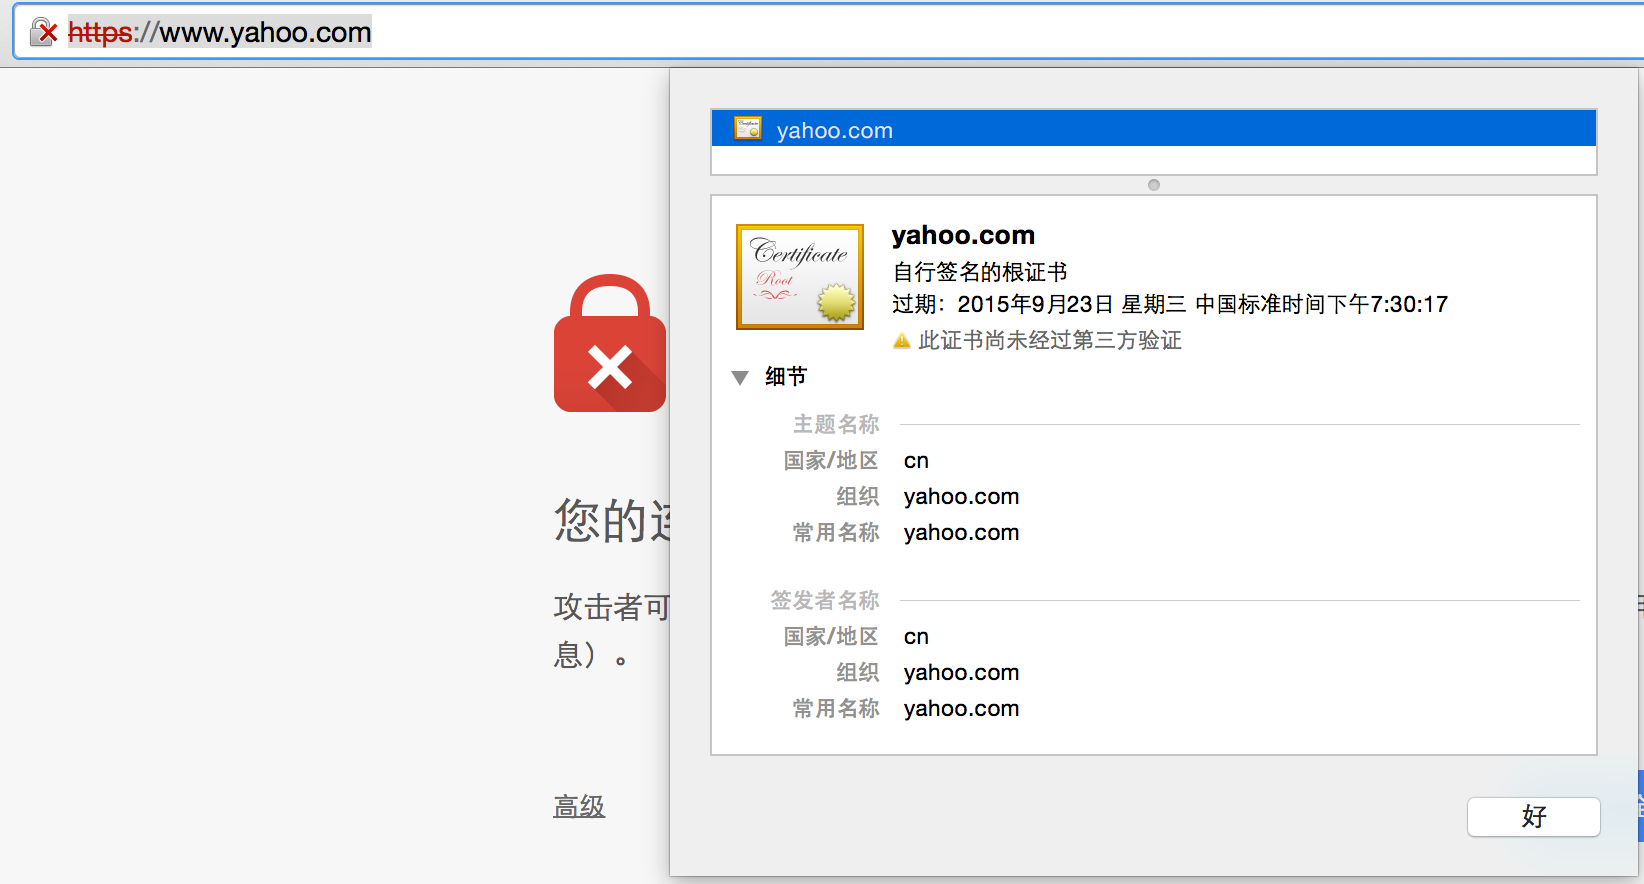 https://www.yahoo.com
yahoo.com
Certificate
Root
yahoo.com
自行签名的根证书
过期：2015年9月23日 星期三 中国标准时间下午7:30:17
此证书尚未经过第三方验证
细节
主题名称
国家/地区 cn
组织 yahoo.com
常用名称 yahoo.com
签发者名称
国家/地区 cn
组织 yahoo.com
常用名称 yahoo.com
好
您的连
攻击者可
息）。
高级